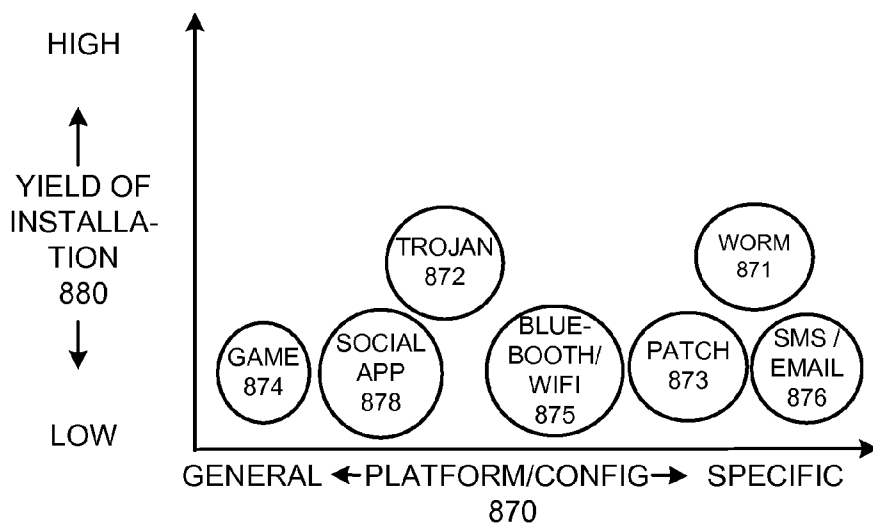 HIGH
YIELD OF
INSTALLA-
TION
880
LOW
TROJAN
872
WORM
871
GAME
874
SOCIAL
APP
878
BLUE-
BOOTH/
WIFI
875
PATCH
873
SMS /
EMAIL
876
GENERAL PLATFORM/CONFIG SPECIFIC
870